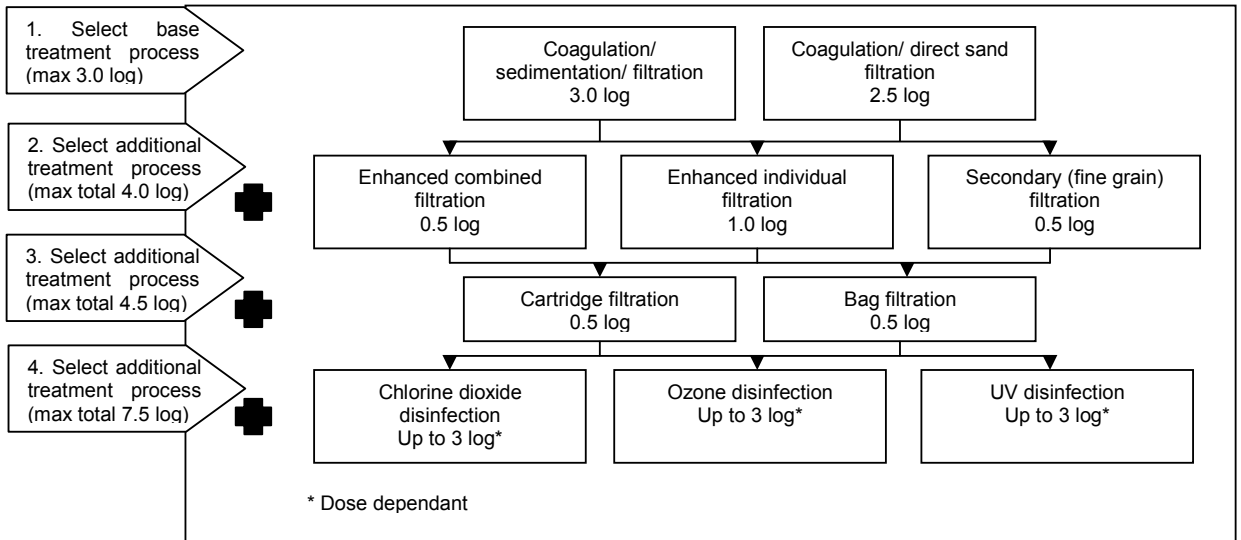 1. Select base
treatment process
(max 3.0 log)
Coagulation/
sedimentation/ filtration
3.0 log
Coagulation/ direct sand
filtration
2.5 log
2. Select additional
treatment process
(max total 4.0 log)
Enhanced combined
filtration
0.5 log
Enhanced individual
filtration
1.0 log
Secondary (fine grain)
filtration
0.5 log
3. Select additional
treatment process
(max total 4.5 log)
Cartridge filtration
0.5 log
Bag filtration
0.5 log
4. Select additional
treatment process
(max total 7.5 log)
Chlorine dioxide
disinfection
Up to 3 log*
Ozone disinfection
Up to 3 log*
UV disinfection
Up to 3 log*
* Dose dependant